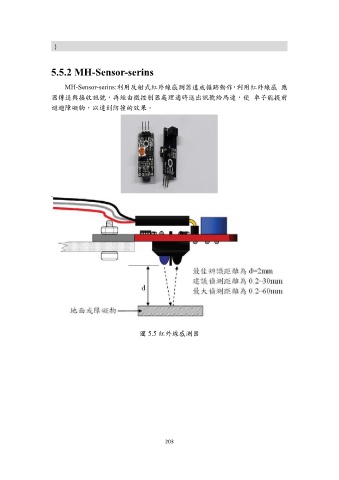 }
5.5.2 MH-Sensor-serins
MH-Sensor-serins:利用反射式紅外線感測器達成循跡動作,利用紅外線感 應
器傳送與接收訊號,再經由微控制器處理適時送出訊號給馬達,使 車子能提前
避過障礙物,以達到防撞的效果。
最佳辨識距離為 d=2mm
建議偵測距離為 0.2~30mm
最大偵測距離為 0.2~60mm
d
地面或障礙物
圖 5.5 紅外線感測器
203